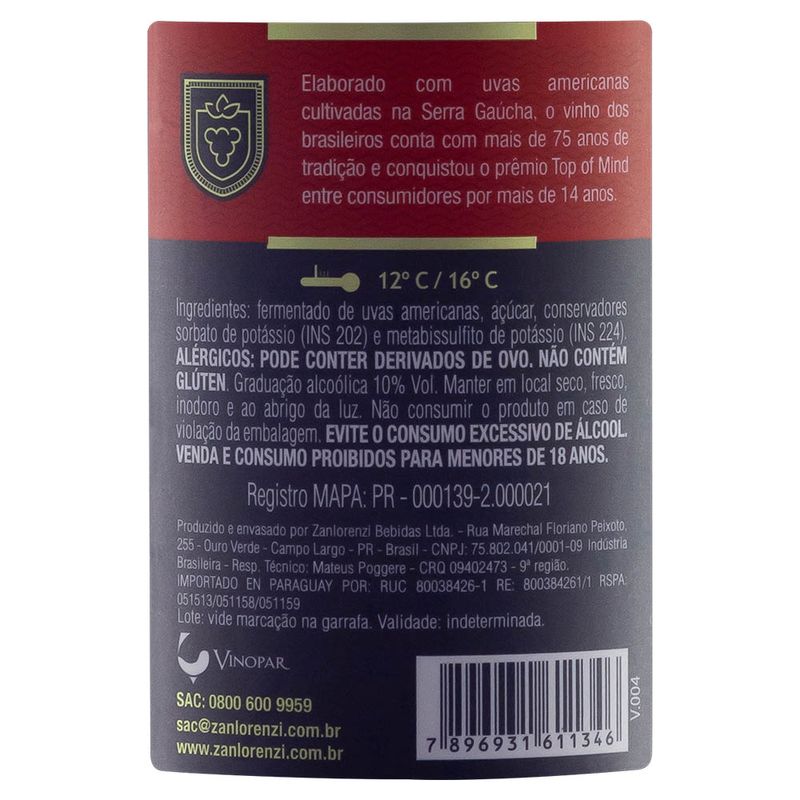 Elaborado com uvas americanas
cultivadas na Serra Gaúcha, o vinho dos
brasileiros conta com mais de 75 anos de
tradição e conquistou o prêmio Top of Mind
entre consumidores por mais de 14 anos.
12º C / 16º C
Ingredientes: fermentado de uvas americanas, açúcar, conservadores
sorbato de potássio (INS 202) e metabissulfito de potássio (INS 224).
ALÉRGICOS: PODE CONTER DERIVADOS DE OVO. NÃO CONTÉM
GLÚTEN. Graduação alcoólica 10% Vol. Manter em local seco, fresco,
inodoro e ao abrigo da luz. Não consumir o produto em caso de
violação da embalagem. EVITE O CONSUMO EXCESSIVO DE ÁLCOOL.
VENDA E CONSUMO PROIBIDOS PARA MENORES DE 18 ANOS.
Registro MAPA: PR - 000139-2.000021
Produzido e envasado por Zanlorenzi Bebidas Ltda. - Rua Marechal Floriano Peixoto,
255 - Ouro Verde - Campo Largo - PR - Brasil - CNPJ: 75.802.041/0001-09 Indústria
Brasileira - Resp. Técnico: Mateus Poggere - CRQ 09402473 - 9ª região.
IMPORTADO EN PARAGUAY POR: RUC 80038426-1 RE: 800384261/1 RSPA:
051513/051158/051159
Lote: vide marcação na garrafa. Validade: indeterminada.
VINOPAR
SAC: 0800 600 9959
sac@zanlorenzi.com.br
www.zanlorenzi.com.br
7 896931 611346
V.004